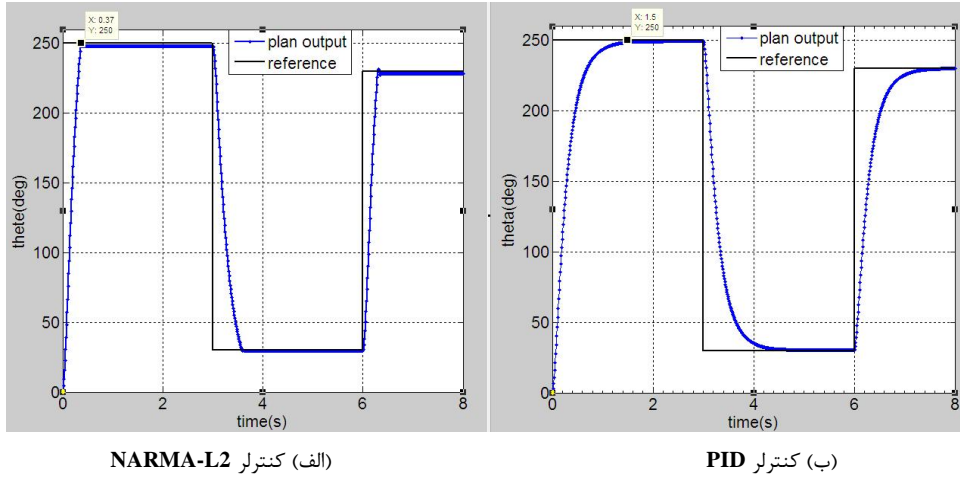 X: 0.37
Y: 250
plan output
reference
250
200
150
100
50
0
thete(deg)
0
2
4
6
8
time(s)
(الف) کنترلر NARMA-L2
X: 1.5
Y: 250
plan output
reference
250
200
150
100
50
0
theta(deg)
0
2
4
6
8
time(s)
(ب) کنترلر PID